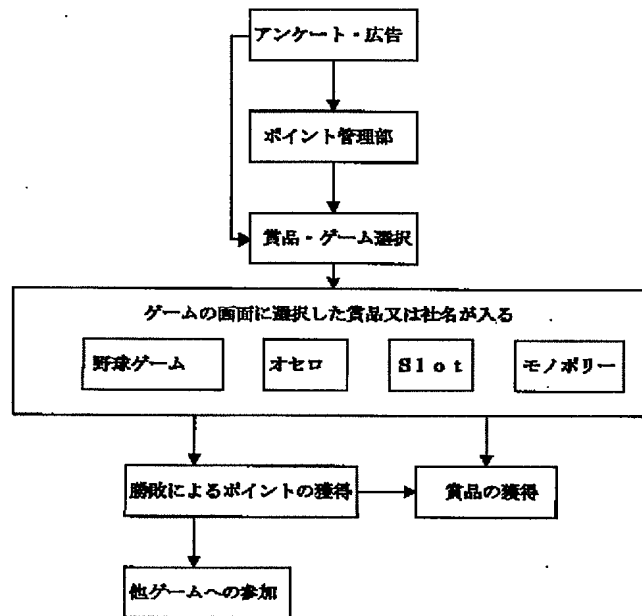 アンケート・広告
ポイント管理部
賞品・ゲーム選択
ゲームの画面に選択した賞品又は社名が入る
野球ゲーム
オセロ
Slot
モノポリー
勝敗によるポイントの獲得
賞品の獲得
他ゲームへの参加